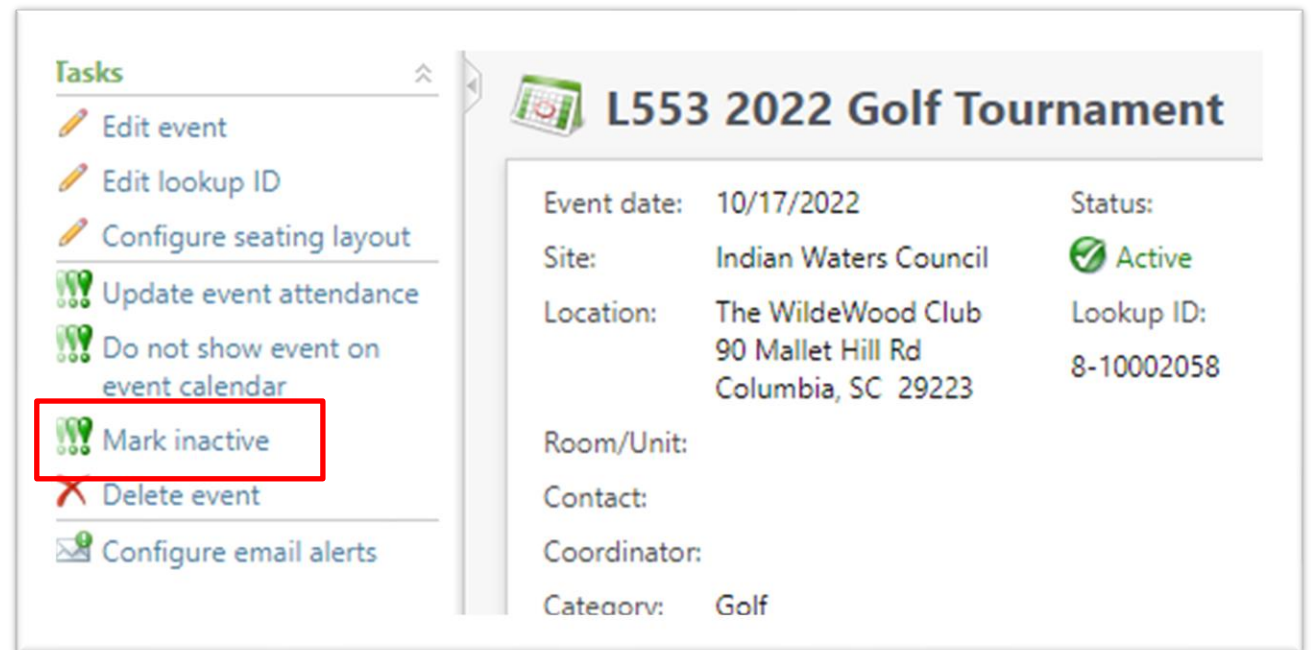 Tasks
Edit event
Edit lookup ID
Configure seating layout
Update event attendance
Do not show event on
event calendar
Mark inactive
Delete event
Configure email alerts
L553 2022 Golf Tournament
Event date: 10/17/2022
Status:
Site: Indian Waters Council
Active
Location: The WildeWood Club
Lookup ID:
90 Mallet Hill Rd
8-10002058
Columbia, SC 29223
Room/Unit:
Contact:
Coordinator:
Category: Golf